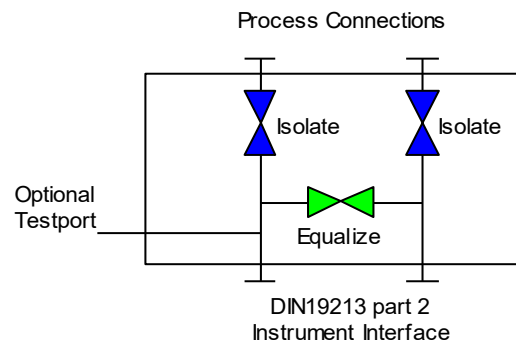 Process Connections
Isolate
Isolate
Optional
Testport
Equalize
DIN19213 part 2
Instrument Interface